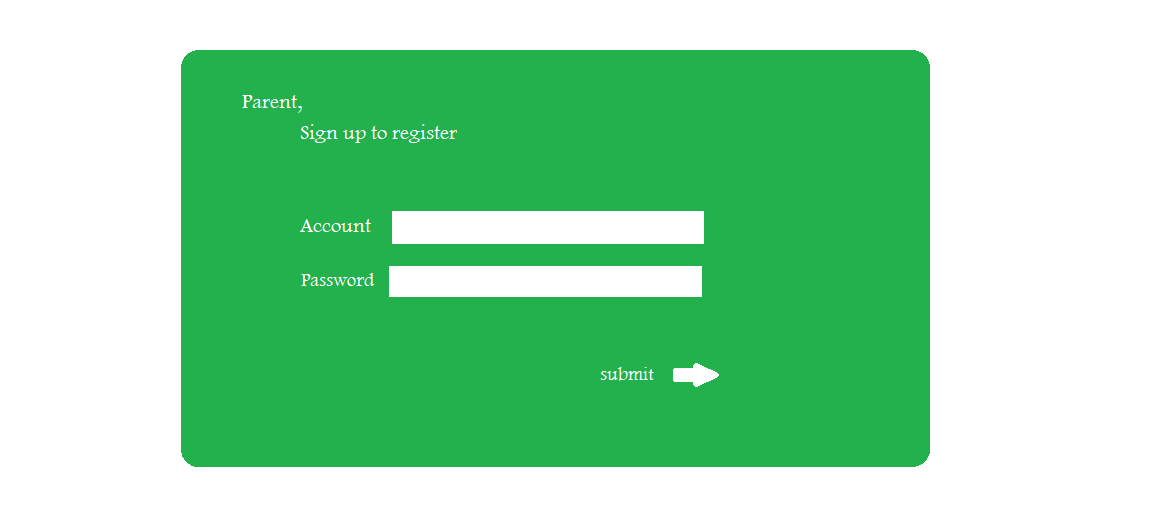 Parent,
Sign up to register
Account
Password
submit